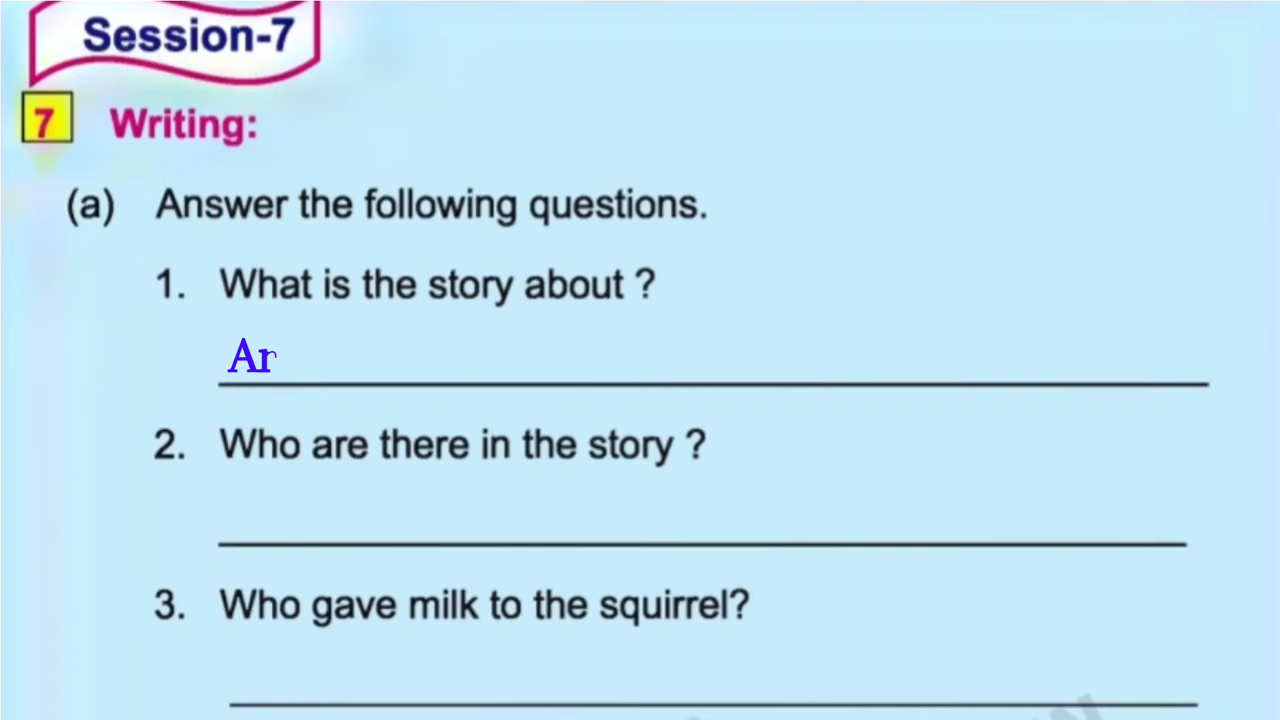 Session-7
7 Writing:
(a) Answer the following questions.
1. What is the story about ?
Ar
2. Who are there in the story ?
3. Who gave milk to the squirrel?